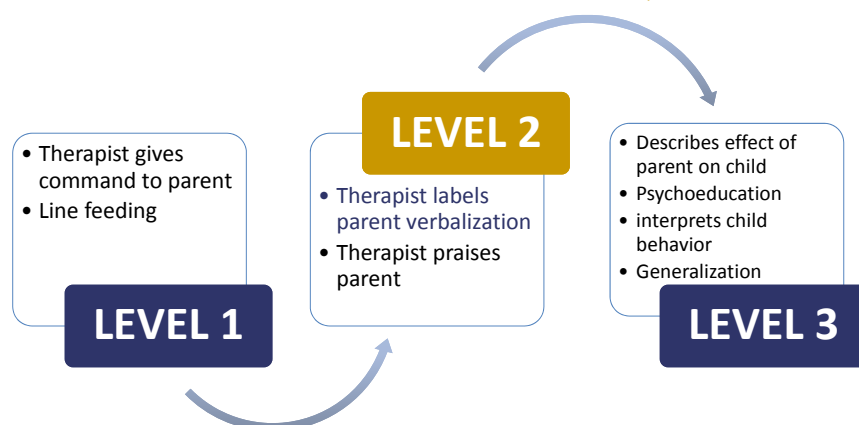 • Therapist gives
command to parent
• Line feeding
LEVEL 1
LEVEL 2
• Therapist labels
parent verbalization
• Therapist praises
parent
• Describes effect of
parent on child
• Psychoeducation
• interprets child
behavior
• Generalization
LEVEL 3